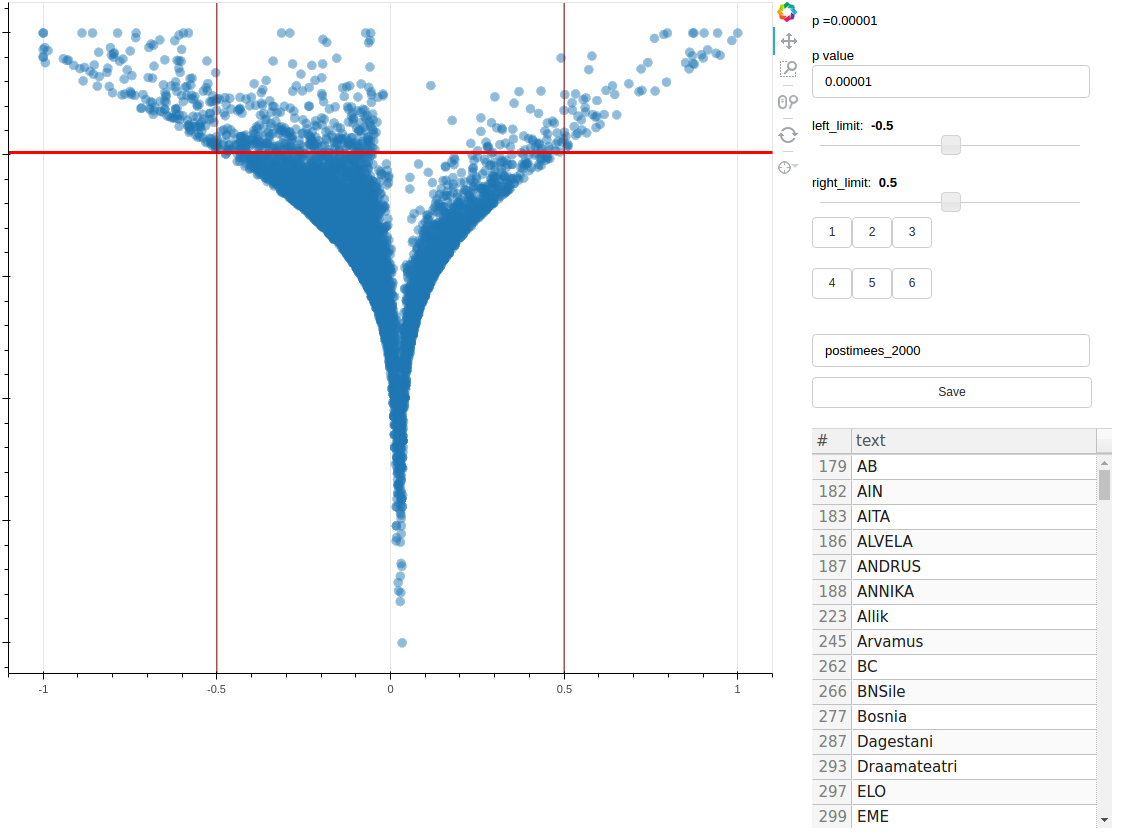 p =0.00001
p value
0.00001
left_limit: -0.5
right_limit: 0.5
1 2 3
4 5 6
postimees_2000
Save
# text
179 AB
182 AIN
183 AITA
186 ALVELA
187 ANDRUS
188 ANNIKA
223 Allik
245 Arvamus
262 BC
266 BNSile
277 Bosnia
287 Dagestani
293 Draamateatri
297 ELO
299 EME
-1 -0.5 0 0.5 1